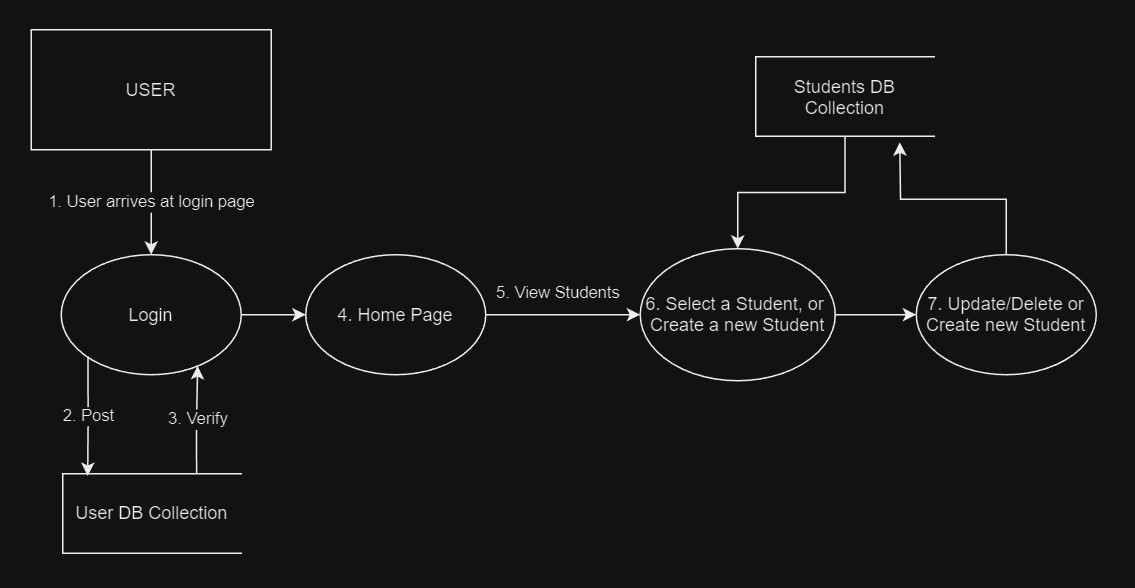 USER
Students DB
Collection
1. User arrives at login page
Login
4. Home Page
5. View Students
6. Select a Student, or
Create a new Student
7. Update/Delete or
Create new Student
2. Post
3. Verify
User DB Collection